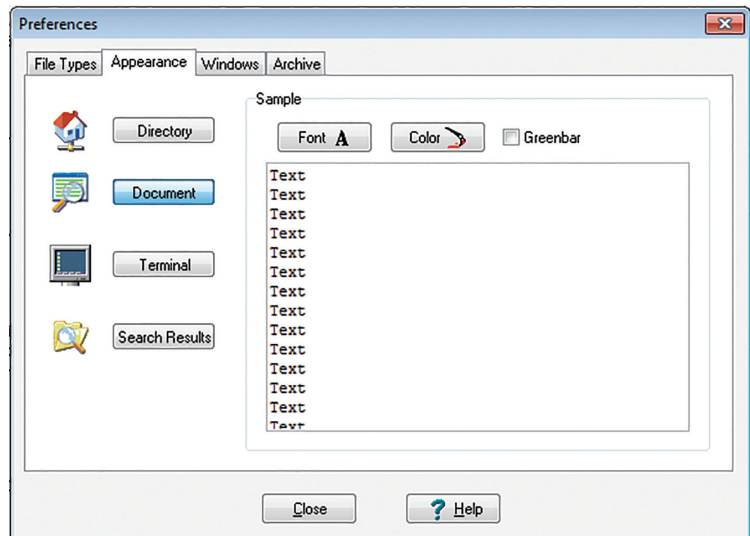 Preferences
File Types Appearance Windows Archive
Sample
Directory
Font A Color Greenbar
Document
Terminal
Search Results
Text
Text
Text
Text
Text
Text
Text
Text
Text
Text
Text
Text
Text
Text
Close ? Help